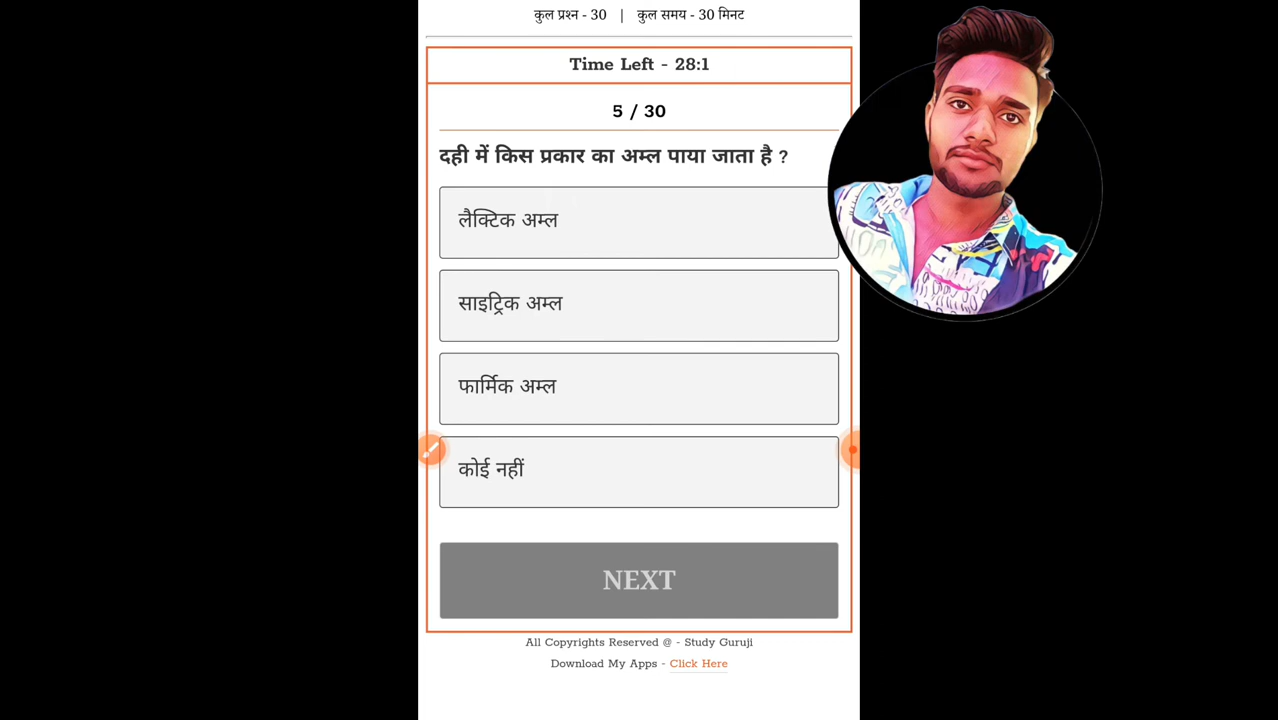 कुल प्रश्न - 30 | कुल समय - 30 मिनट
Time Left - 28:1
5 / 30
दही में किस प्रकार का अम्ल पाया जाता है ?
लैक्टिक अम्ल
साइट्रिक अम्ल
फार्मिक अम्ल
कोई नहीं
NEXT
All Copyrights Reserved @ - Study Guruji
Download My Apps - Click Here